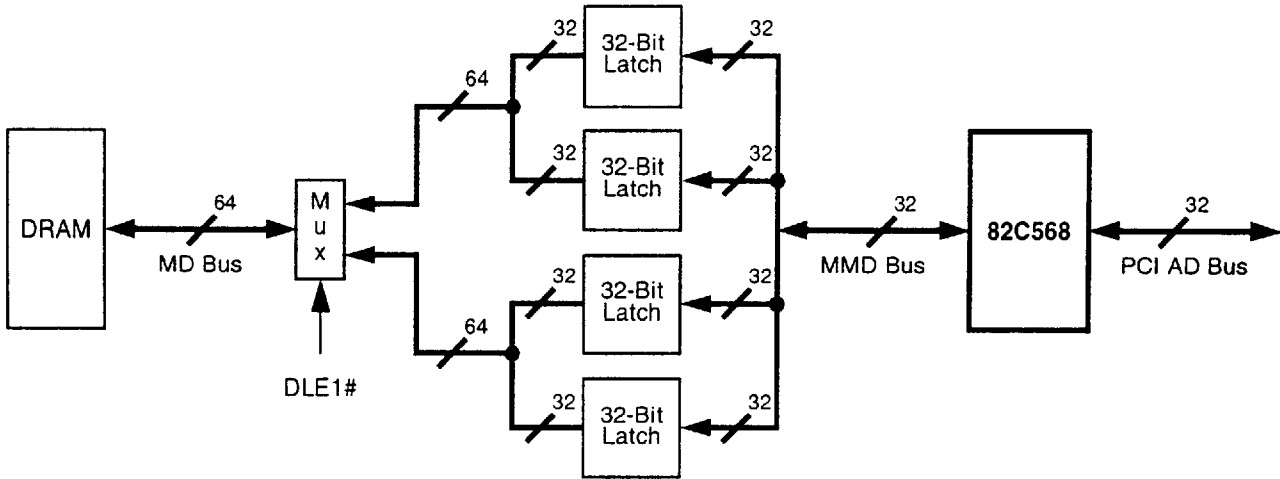 32
32-Bit
Latch
32
64
32
32-Bit
Latch
32
DRAM
64
MD Bus
M
u
x
DLE1#
32
MMD Bus
82C568
32
PCI AD Bus
64
32
32-Bit
Latch
32
32
32-Bit
Latch
32